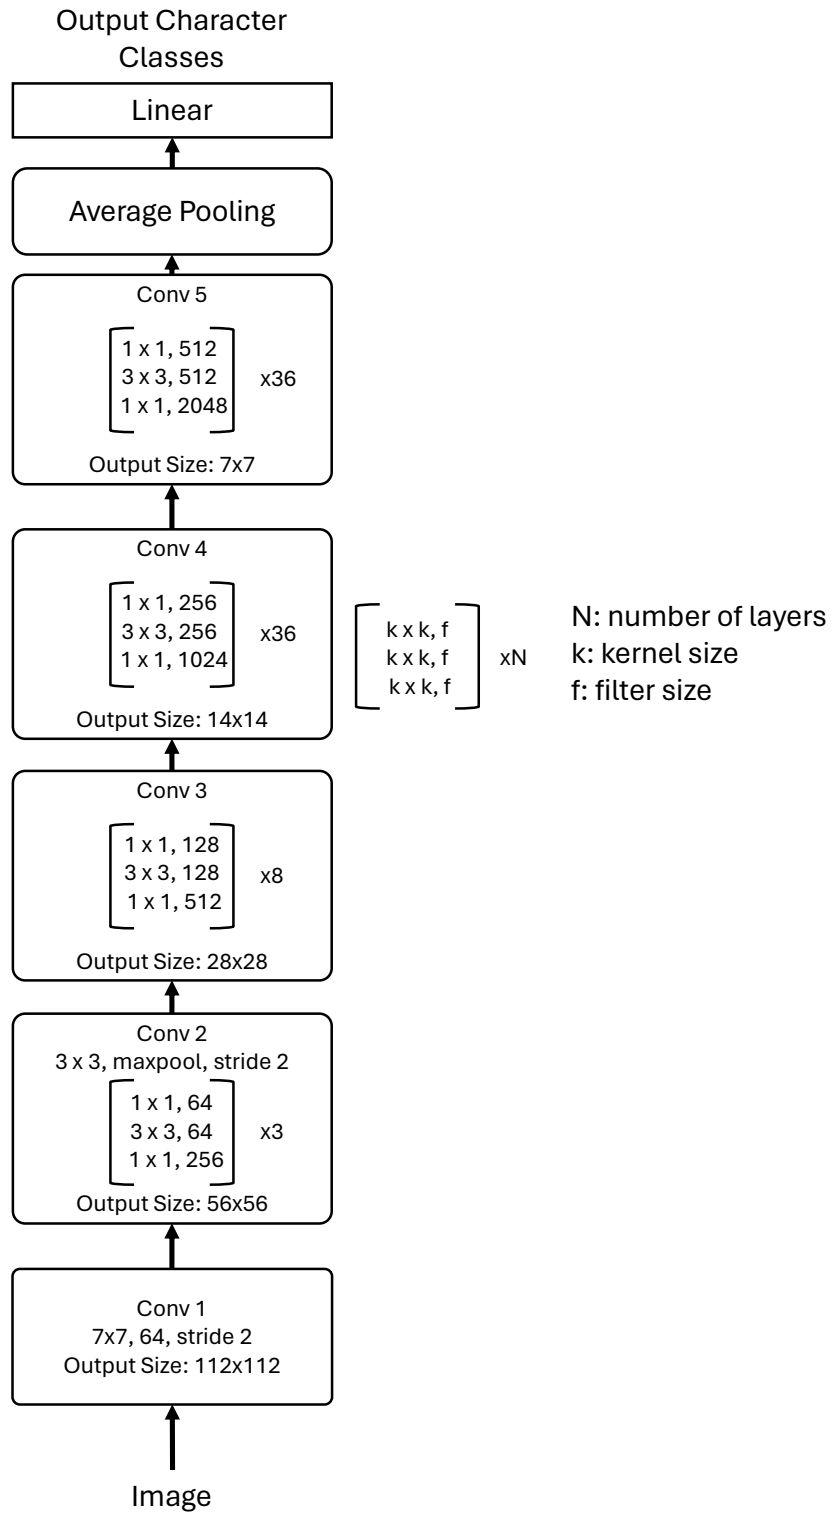 Output Character
Classes
Linear
Average Pooling
Conv 5
1 x 1, 512
3 x 3, 512
1 x 1, 2048
x36
Output Size: 7x7
Conv 4
1 x 1, 256
3 x 3, 256
1 x 1, 1024
x36
Output Size: 14x14
k x k, f
k x k, f
k x k, f
xN
N: number of layers
k: kernel size
f: filter size
Conv 3
1 x 1, 128
3 x 3, 128
1 x 1, 512
x8
Output Size: 28x28
Conv 2
3 x 3, maxpool, stride 2
1 x 1, 64
3 x 3, 64
1 x 1, 256
x3
Output Size: 56x56
Conv 1
7x7, 64, stride 2
Output Size: 112x112
Image